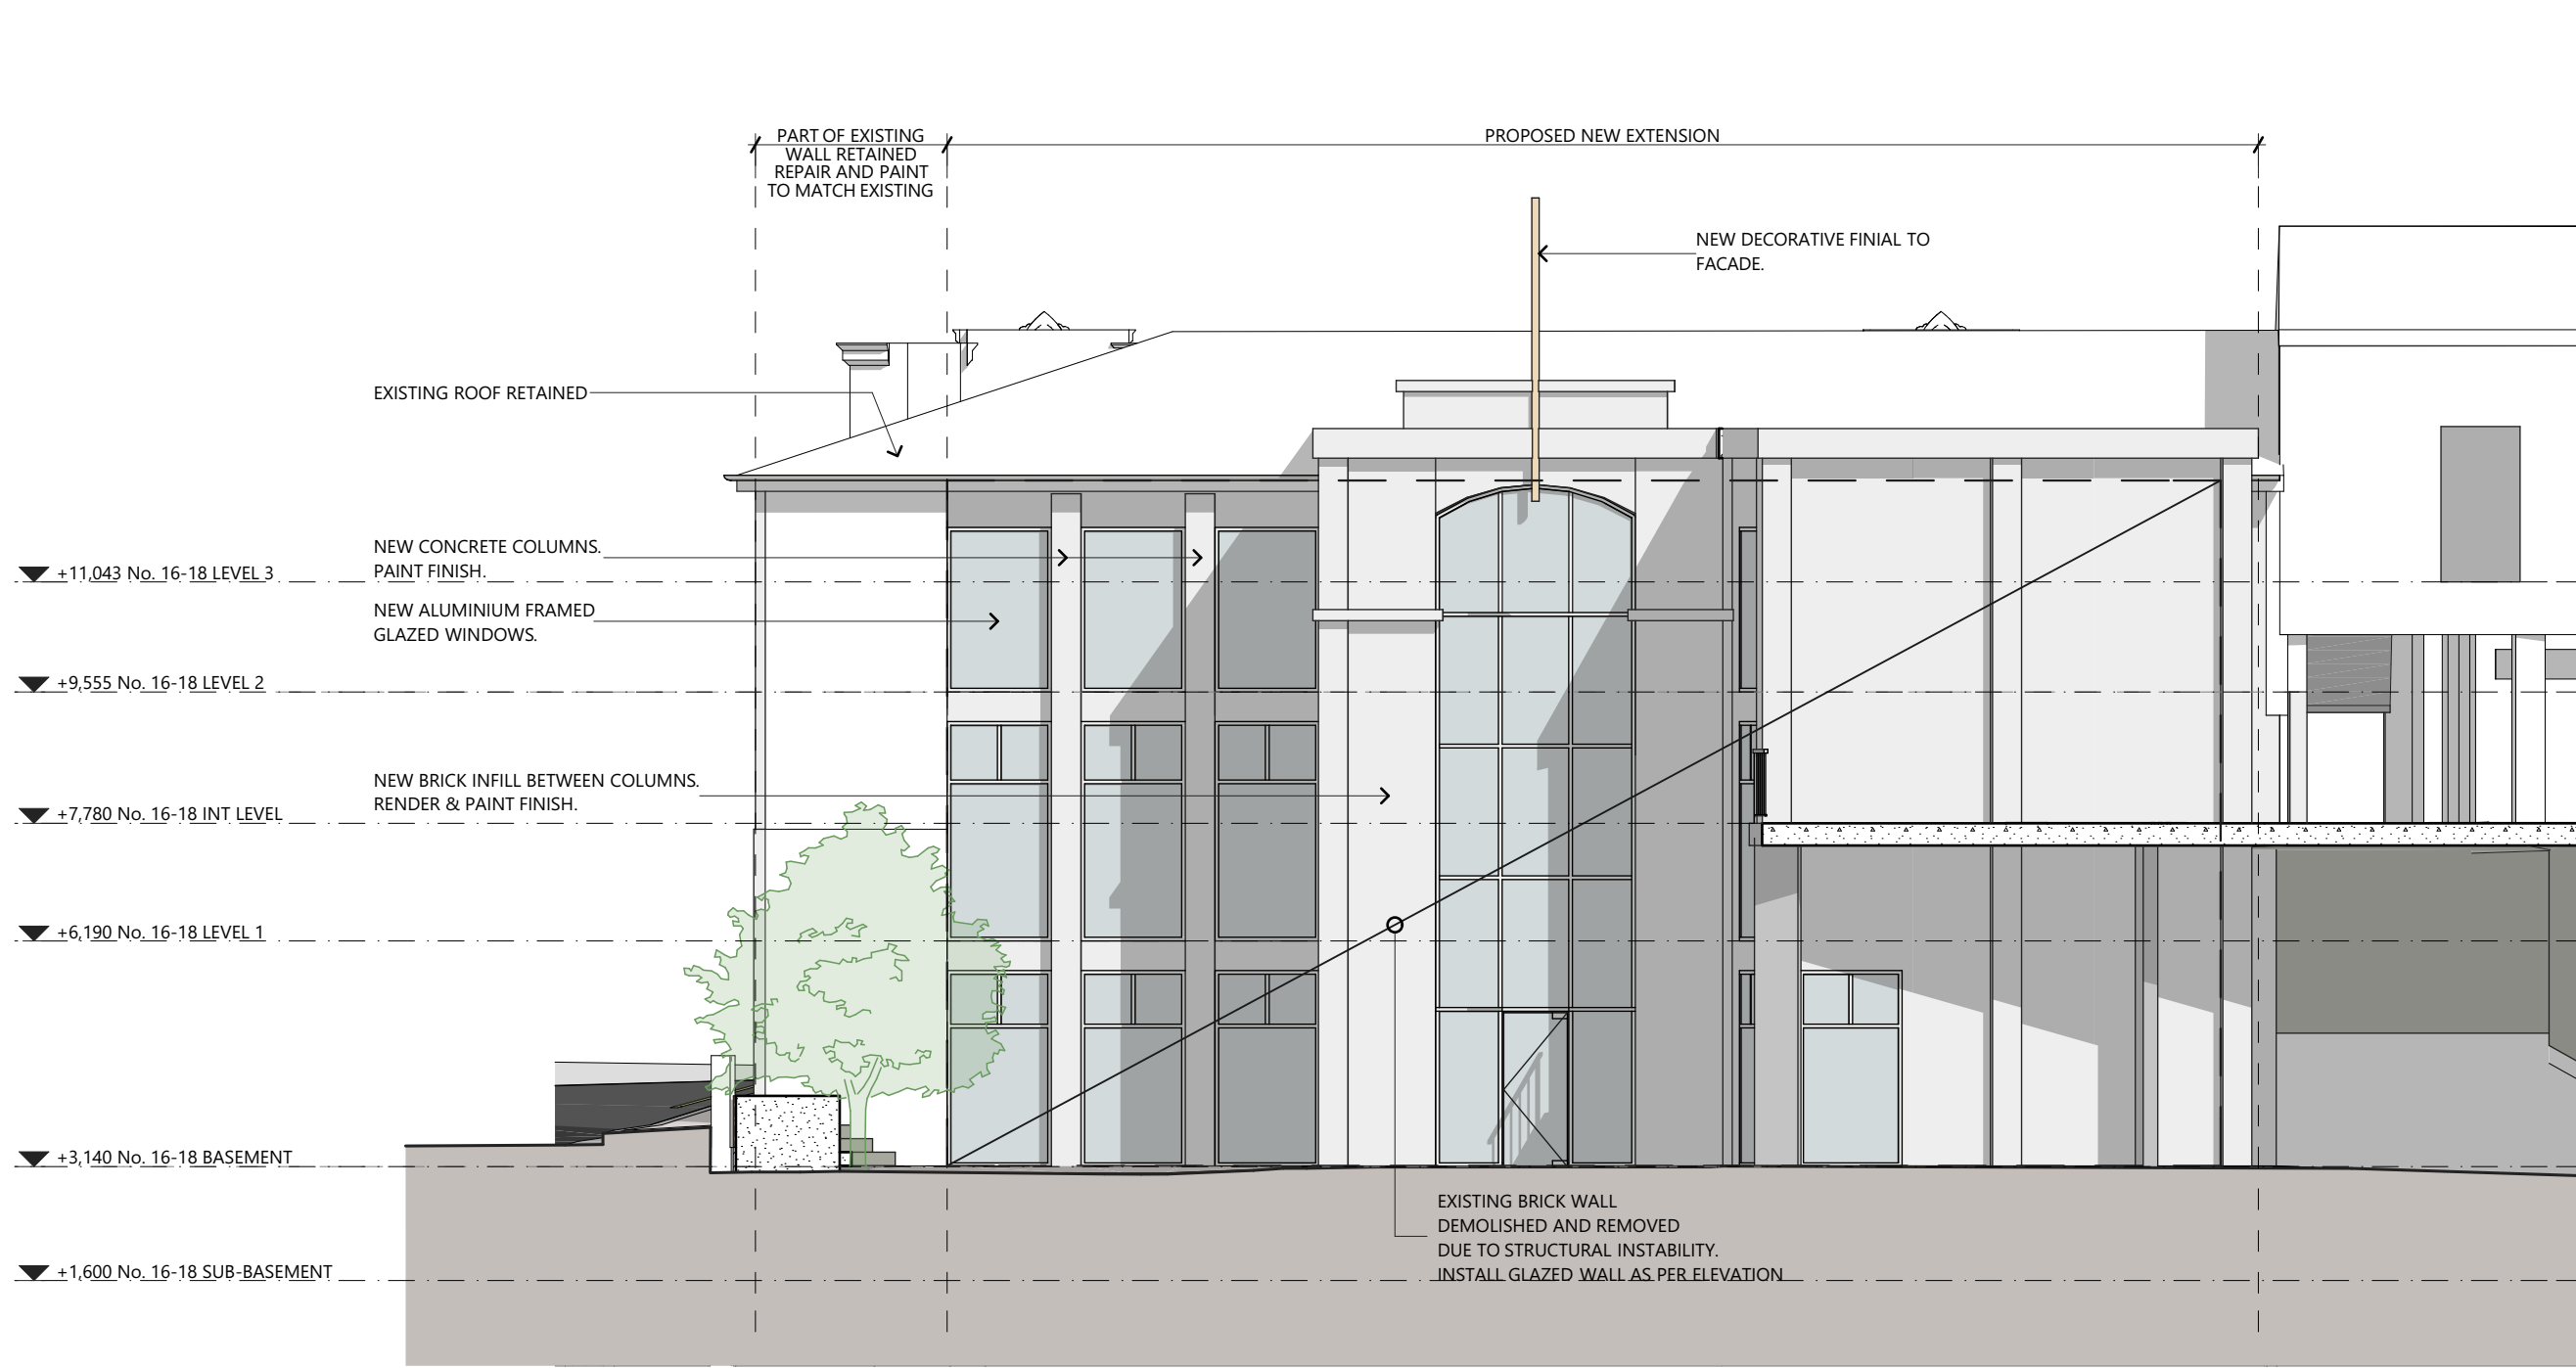 PART OF EXISTING
WALL RETAINED
REPAIR AND PAINT
TO MATCH EXISTING
PROPOSED NEW EXTENSION
NEW DECORATIVE FINIAL TO
FACADE.
EXISTING ROOF RETAINED
NEW CONCRETE COLUMNS.
PAINT FINISH.
+11,043 No. 16-18 LEVEL 3
NEW ALUMINIUM FRAMED
GLAZED WINDOWS.
+9,555 No. 16-18 LEVEL 2
NEW BRICK INFILL BETWEEN COLUMNS.
RENDER & PAINT FINISH.
+7,780 No. 16-18 INT LEVEL
+6,190 No. 16-18 LEVEL 1
+3,140 No. 16-18 BASEMENT
EXISTING BRICK WALL
DEMOLISHED AND REMOVED
DUE TO STRUCTURAL INSTABILITY.
INSTALL GLAZED WALL AS PER ELEVATION
+1,600 No. 16-18 SUB-BASEMENT